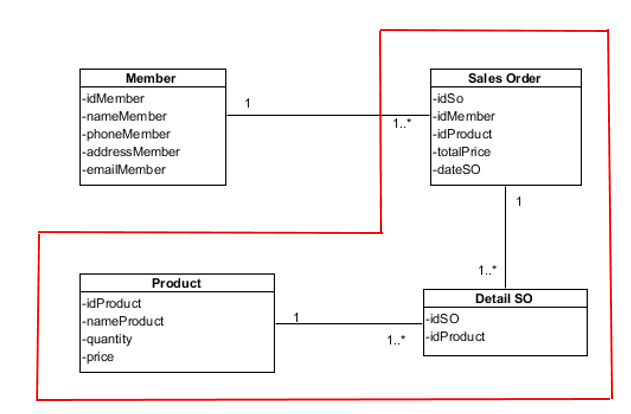 Member
-idMember
-nameMember
-phoneMember
-addressMember
-emailMember
1
1..*
Sales Order
-idSo
-idMember
-idProduct
-totalPrice
-dateSO
1
1..*
Product
-idProduct
-nameProduct
-quantity
-price
1
1..*
Detail SO
-idSO
-idProduct